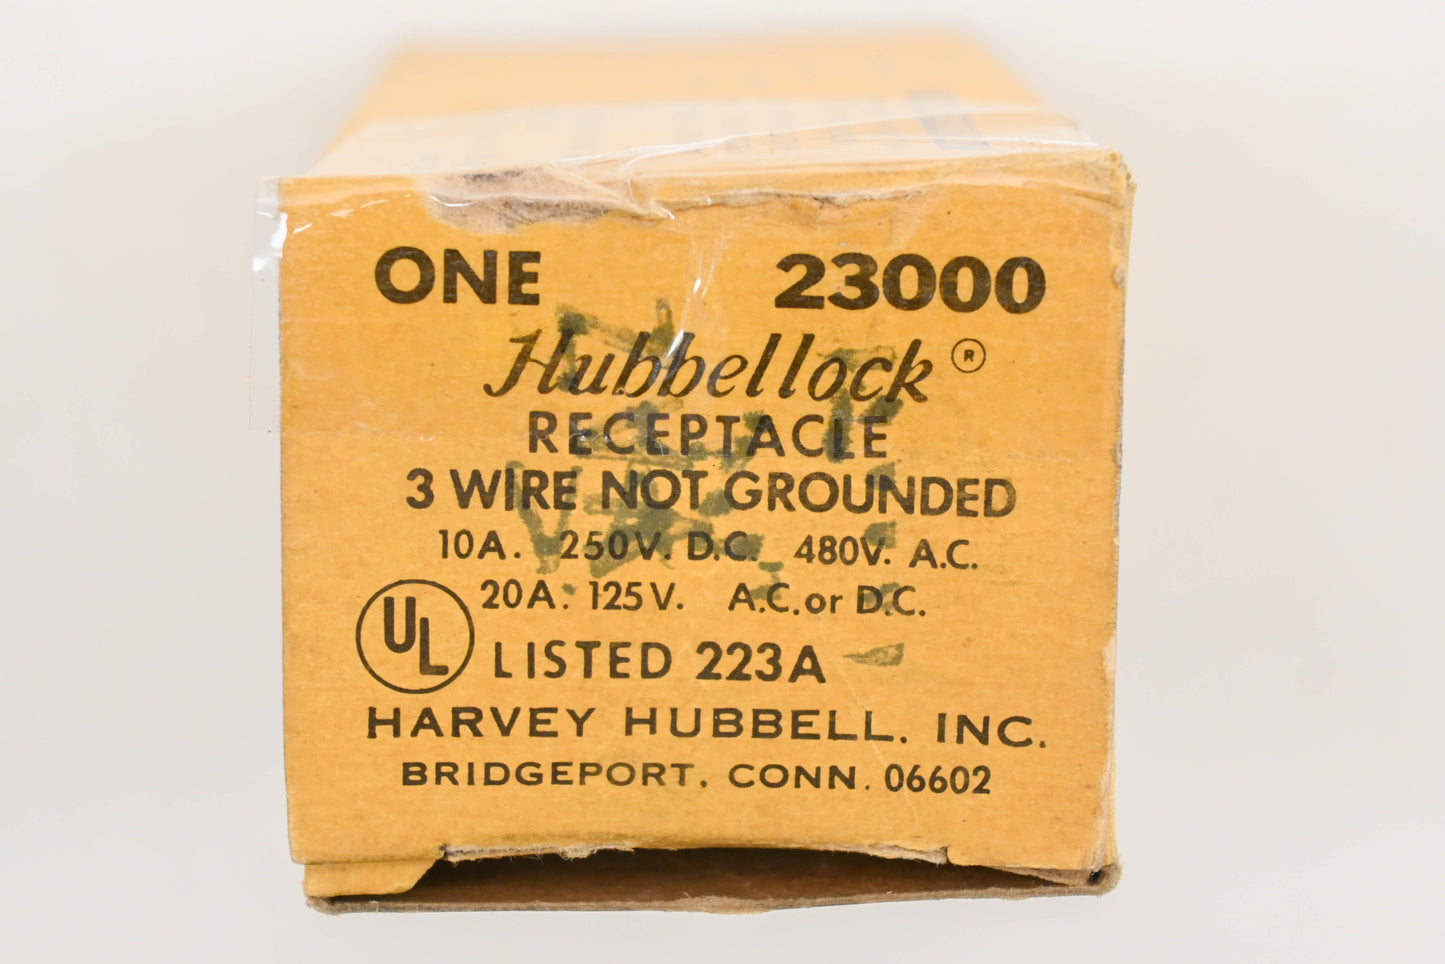 ONE 23000
Hubbellock ®
RECEPTACLE
3 WIRE NOT GROUNDED
10A. 250V. D.C. 480V. A.C.
20A. 125V. A.C. or D.C.
UL LISTED 223A
HARVEY HUBBELL, INC.
BRIDGEPORT, CONN. 06602